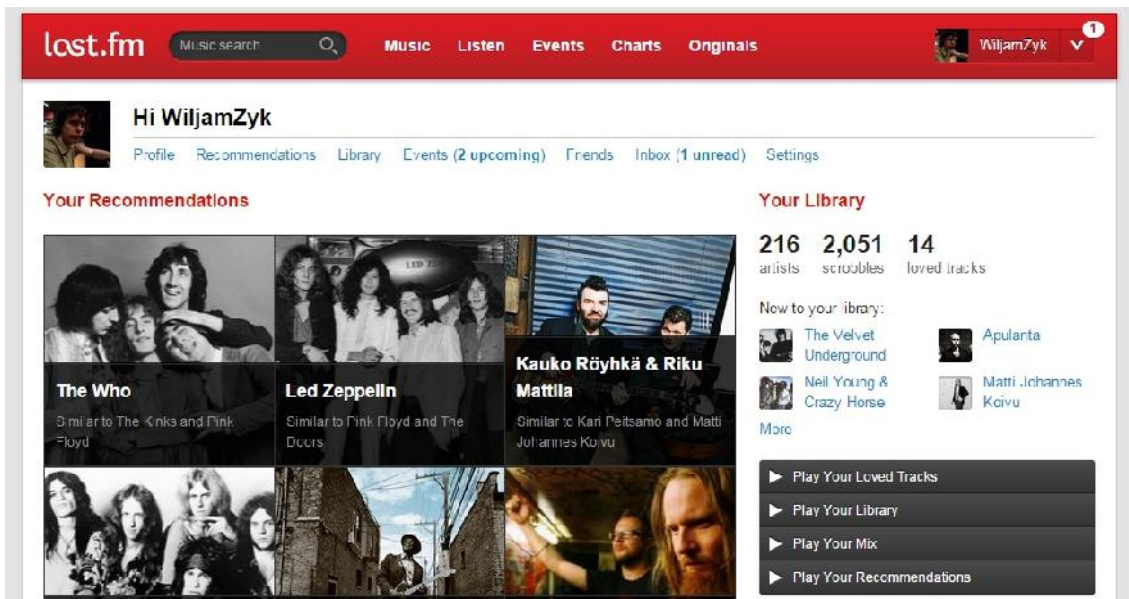 last.fm
Music search
Music Listen Events Charts Originals
WiljamZyk
1
Hi WiljamZyk
Profile Recommendations Library Events (2 upcoming) Friends Inbox (1 unread) Settings
Your Recommendations
The Who
Similar to The Kinks and Pink
Floyd
LED ZEP
Led Zeppelin
Similar to Pink Floyd and The
Doors
Kauko Röyhkä & Riku
Mattila
Similar to Kari Peitsamo and Matti
Johannes Koivu
Your Library
216 2,051 14
artists scrobbles loved tracks
New to your library:
The Velvet
Underground
Apulanta
Neil Young &
Crazy Horse
Matti Johannes
Koivu
More
Play Your Loved Tracks
Play Your Library
Play Your Mix
Play Your Recommendations